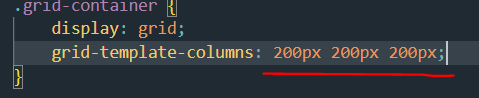 .grid-container {
display: grid;
grid-template-columns: 200px 200px 200px;
}